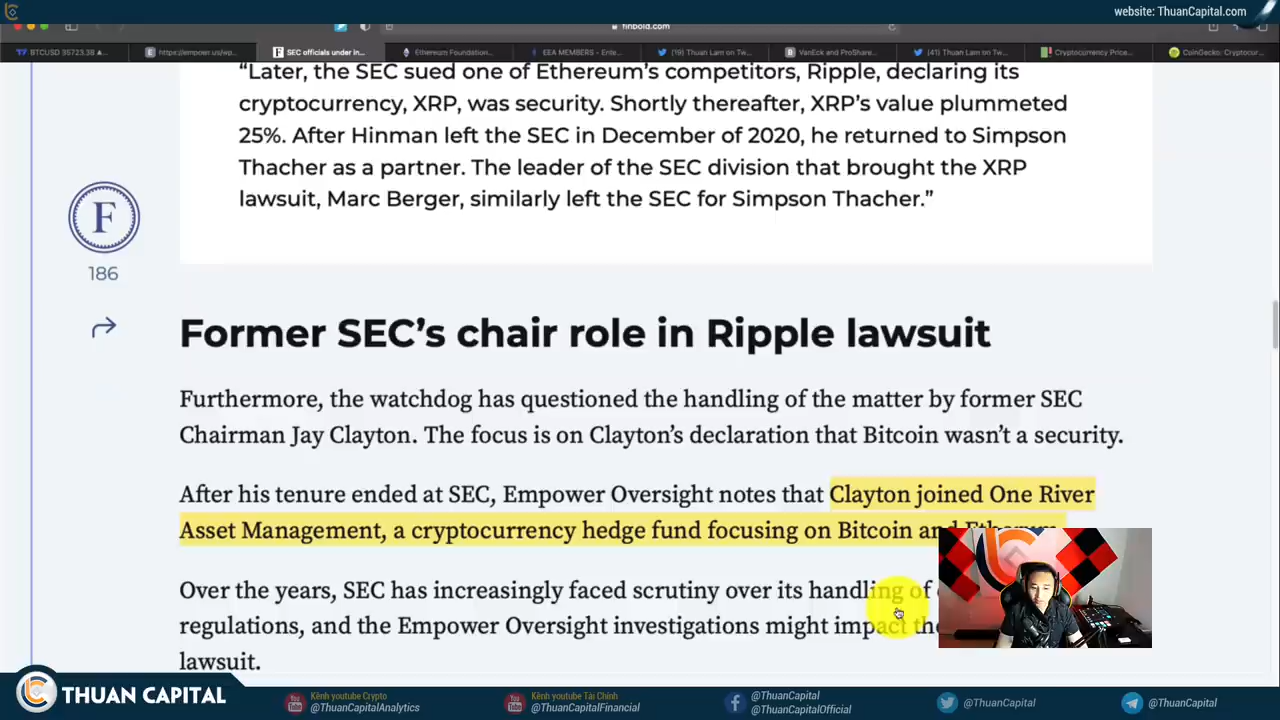 website: ThuanCapital.com
finbold.com
BTCUSD 35723.38 ▲...
https://empoer.us/wp...
SEC officials under in...
Ethereum Foundation...
EEA MEMBERS - Ente...
(19) Thuan Lam on Tw...
VanEck and ProShare...
(41) Thuan Lam on Tw...
Cryptocurrency Price...
CoinGecko: Cryptocur...
“Later, the SEC sued one of Ethereum’s competitors, Ripple, declaring its
cryptocurrency, XRP, was security. Shortly thereafter, XRP’s value plummeted
25%. After Hinman left the SEC in December of 2020, he returned to Simpson
Thacher as a partner. The leader of the SEC division that brought the XRP
lawsuit, Marc Berger, similarly left the SEC for Simpson Thacher.”
F
186
Former SEC’s chair role in Ripple lawsuit
Furthermore, the watchdog has questioned the handling of the matter by former SEC
Chairman Jay Clayton. The focus is on Clayton’s declaration that Bitcoin wasn’t a security.
After his tenure ended at SEC, Empower Oversight notes that Clayton joined One River
Asset Management, a cryptocurrency hedge fund focusing on Bitcoin and
Over the years, SEC has increasingly faced scrutiny over its handling of
regulations, and the Empower Oversight investigations might impact
lawsuit.
THUAN CAPITAL
Kênh youtube Crypto
@ThuanCapitalAnalytics
Kênh youtube Tài Chính
@ThuanCapitalFinancial
@ThuanCapital
@ThuanCapitalOfficial
@ThuanCapital
@ThuanCapital